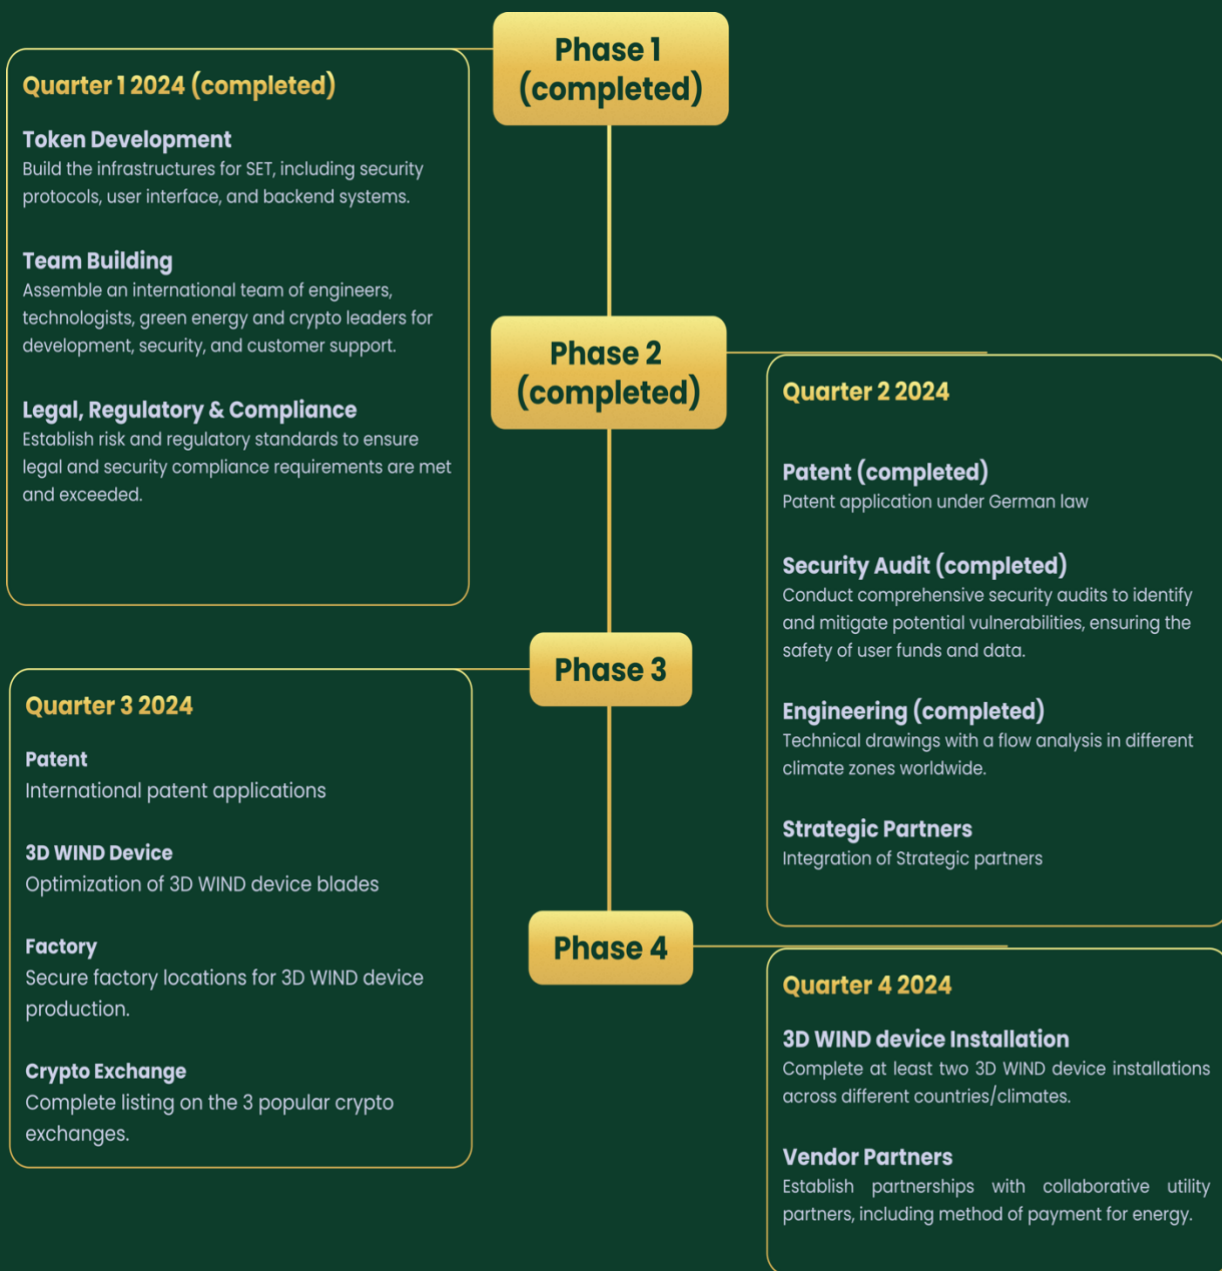 Phase 1
(completed)
Quarter 1 2024 (completed)
Token Development
Build the infrastructures for SET, including security
protocols, user interface, and backend systems.
Team Building
Assemble an international team of engineers,
technologists, green energy and crypto leaders for
development, security, and customer support.
Legal, Regulatory & Compliance
Establish risk and regulatory standards to ensure
legal and security compliance requirements are met
and exceeded.
Phase 2
(completed)
Quarter 2 2024
Patent (completed)
Patent application under German law
Security Audit (completed)
Conduct comprehensive security audits to identify
and mitigate potential vulnerabilities, ensuring the
safety of user funds and data.
Engineering (completed)
Technical drawings with a flow analysis in different
climate zones worldwide.
Strategic Partners
Integration of Strategic partners
Phase 3
Quarter 3 2024
Patent
International patent applications
3D WIND Device
Optimization of 3D WIND device blades
Factory
Secure factory locations for 3D WIND device
production.
Crypto Exchange
Complete listing on the 3 popular crypto
exchanges.
Phase 4
Quarter 4 2024
3D WIND device Installation
Complete at least two 3D WIND device installations
across different countries/climates.
Vendor Partners
Establish partnerships with collaborative utility
partners, including method of payment for energy.